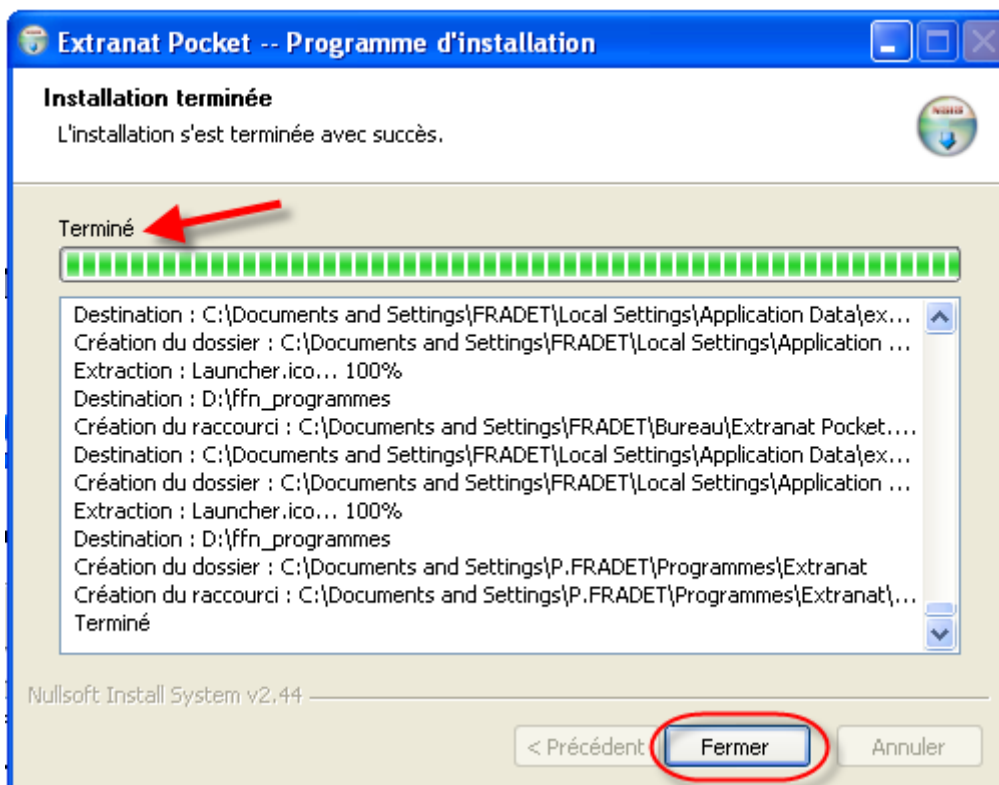 Extranat Pocket -- Programme d'installation
Installation terminée
L'installation s'est terminée avec succès.
Terminé
Destination : C:\Documents and Settings\FRADET\Local Settings\Application Data\ex...
Création du dossier : C:\Documents and Settings\FRADET\Local Settings\Application ...
Extraction : Launcher.ico... 100%
Destination : D:\ffn_programmes
Création du raccourci : C:\Documents and Settings\FRADET\Bureau\Extranat Pocket....
Destination : C:\Documents and Settings\FRADET\Local Settings\Application Data\ex...
Création du dossier : C:\Documents and Settings\FRADET\Local Settings\Application ...
Extraction : Launcher.ico... 100%
Destination : D:\ffn_programmes
Création du dossier : C:\Documents and Settings\P.FRADET\Programmes\Extranat
Création du raccourci : C:\Documents and Settings\P.FRADET\Programmes\Extranat\...
Terminé
Nullsoft Install System v2.44
< Précédent Fermer Annuler